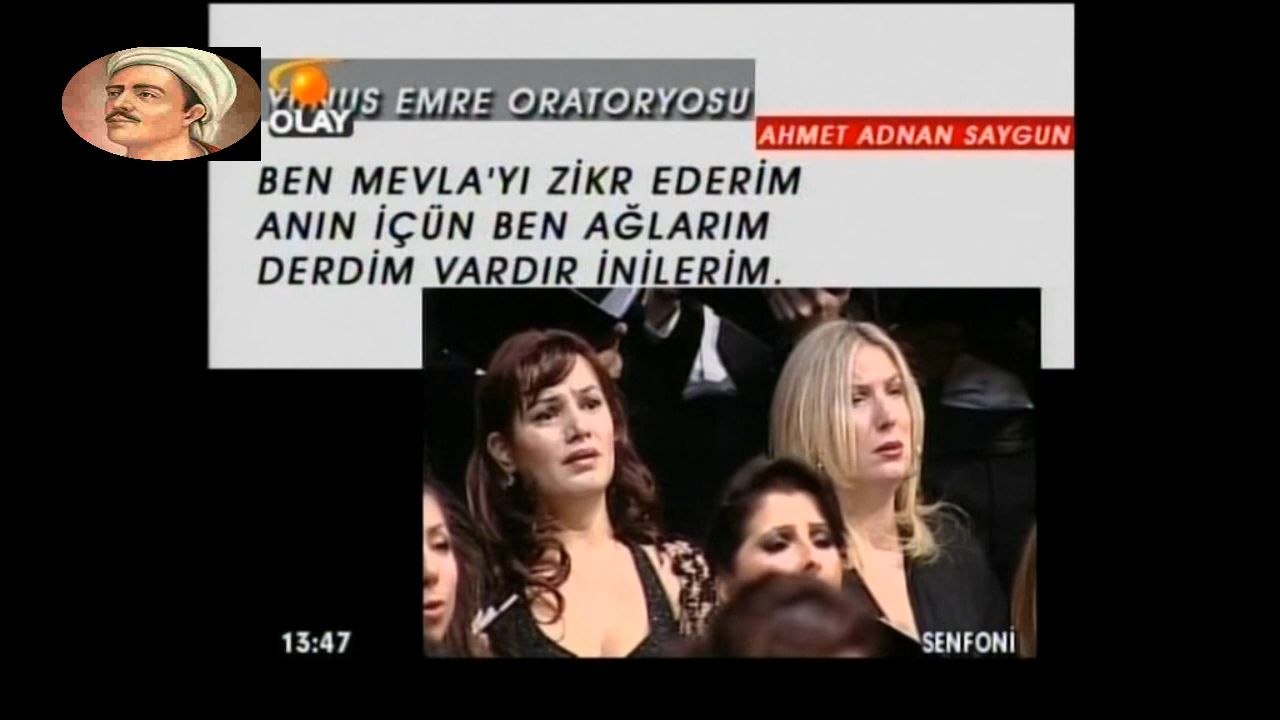 YUNUS EMRE ORATORYOSU
OLAY
AHMET ADNAN SAYGUN
BEN MEVLA'YI ZİKR EDERİM
ANIN İÇÜN BEN AĞLARIM
DERDİM VARDIR İNİLERİM.
13:47
SENFONİ